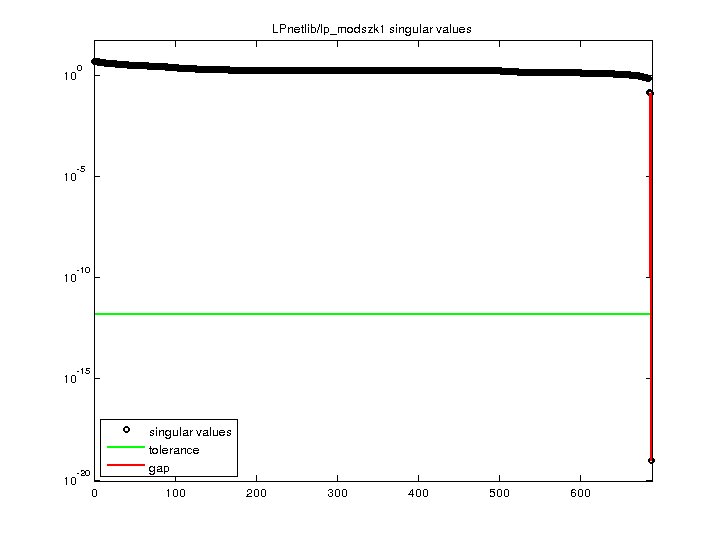 LPnetlib/lp_modszk1 singular values
10^0
10^-5
10^-10
10^-15
10^-20
singular values
tolerance
gap
0 100 200 300 400 500 600